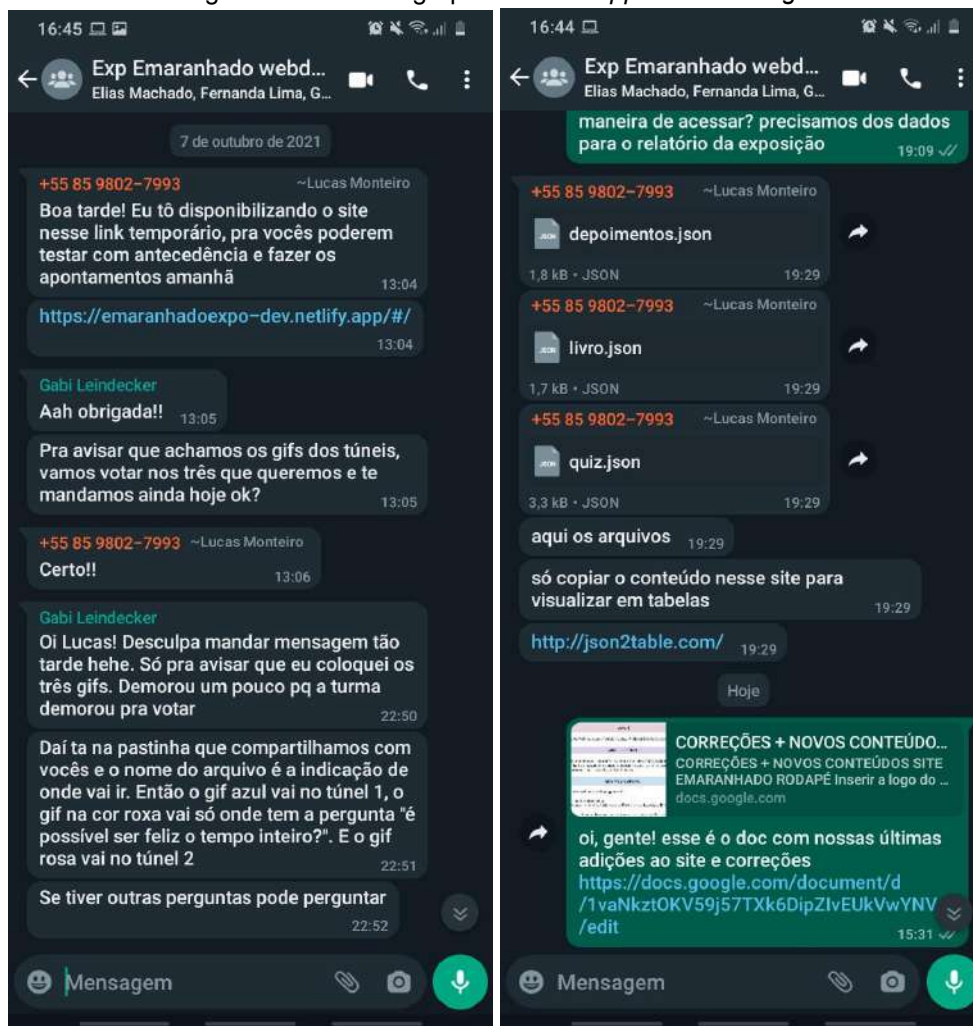 16:45
Exp Emaranhado webd...
Elias Machado, Fernanda Lima, G...
7 de outubro de 2021
+55 85 9802-7993 ~Lucas Monteiro
Boa tarde! Eu tô disponibilizando o site
nesse link temporário, pra vocês poderem
testar com antecedência e fazer os
apontamentos amanhã
13:04
https://emaranhadoexpo-dev.netlify.app/#/
13:04
Gabi Leindecker
Aah obrigada!! 13:05
Pra avisar que achamos os gifs dos túneis,
vamos votar nos três que queremos e te
mandamos ainda hoje ok?
13:05
+55 85 9802-7993 ~Lucas Monteiro
Certo!!
13:06
Gabi Leindecker
Oi Lucas! Desculpa mandar mensagem tão
tarde hehe. Só pra avisar que eu coloquei os
três gifs. Demorou um pouco pq a turma
demorou pra votar
22:50
Daí ta na pastinha que compartilhamos com
vocês e o nome do arquivo é a indicação de
onde vai ir. Então o gif azul vai no túnel 1, o
gif na cor roxa vai só onde tem a pergunta "é
possível ser feliz o tempo inteiro?". E o gif
rosa vai no túnel 2
22:51
Se tiver outras perguntas pode perguntar
22:52
Mensagem
16:44
Exp Emaranhado webd...
Elias Machado, Fernanda Lima, G...
maneira de acessar? precisamos dos dados
para o relatório da exposição
19:09
+55 85 9802-7993 ~Lucas Monteiro
JSON
depoimentos.json
1,8 kB • JSON 19:29
+55 85 9802-7993 ~Lucas Monteiro
JSON
livro.json
1,7 kB • JSON 19:29
+55 85 9802-7993 ~Lucas Monteiro
JSON
quiz.json
3,3 kB • JSON 19:29
aqui os arquivos 19:29
só copiar o conteúdo nesse site para
visualizar em tabelas
19:29
http://json2table.com/ 19:29
Hoje
CORREÇÕES + NOVOS CONTEÚDO...
CORREÇÕES + NOVOS CONTEÚDOS SITE
EMARANHADO RODAPÉ Inserir a logo do ...
docs.google.com
oi, gente! esse é o doc com nossas últimas
adições ao site e correções
https://docs.google.com/document/d
/1vaNkztOKV59j57TXk6DipZIvEUkVwYNV
/edit
15:31
Mensagem